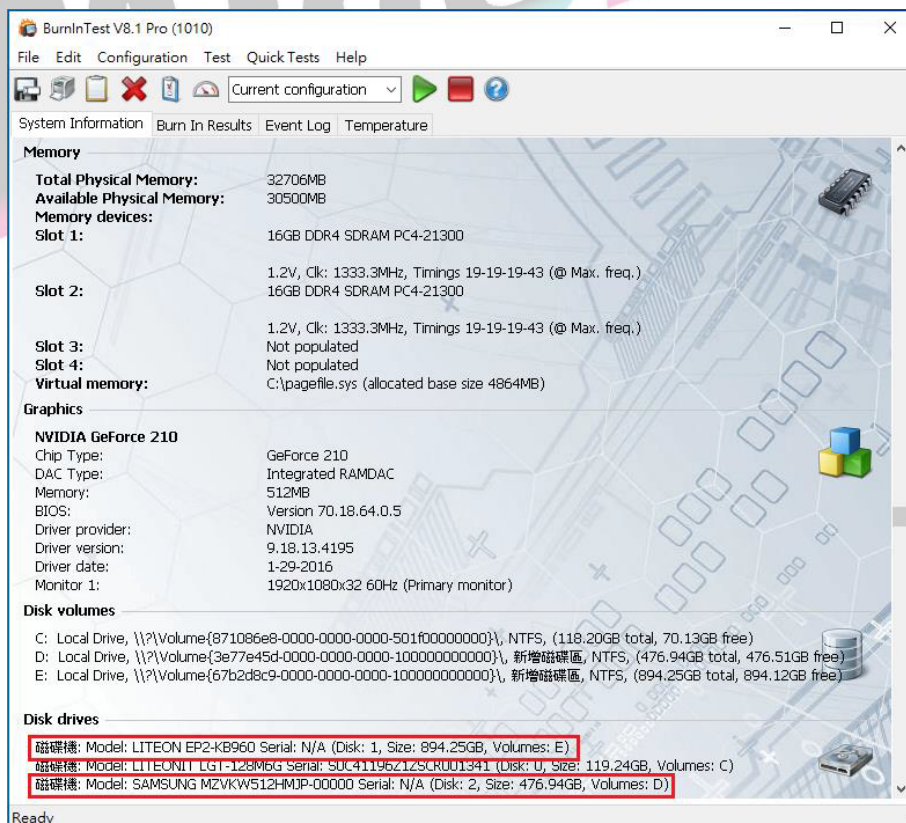 BurnInTest V8.1 Pro (1010)
File Edit Configuration Test Quick Tests Help
Current configuration
System Information Burn In Results Event Log Temperature
Memory
Total Physical Memory: 32706MB
Available Physical Memory: 30500MB
Memory devices:
Slot 1: 16GB DDR4 SDRAM PC4-21300
1.2V, Clk: 1333.3MHz, Timings 19-19-19-43 (@ Max. freq.)
Slot 2: 16GB DDR4 SDRAM PC4-21300
1.2V, Clk: 1333.3MHz, Timings 19-19-19-43 (@ Max. freq.)
Slot 3: Not populated
Slot 4: Not populated
Virtual memory: C:\pagefile.sys (allocated base size 4864MB)
Graphics
NVIDIA GeForce 210
Chip Type: GeForce 210
DAC Type: Integrated RAMDAC
Memory: 512MB
BIOS: Version 70.18.64.0.5
Driver provider: NVIDIA
Driver version: 9.18.13.4195
Driver date: 1-29-2016
Monitor 1: 1920x1080x32 60Hz (Primary monitor)
Disk volumes
C: Local Drive, \\?\Volume{871086e8-0000-0000-0000-501f00000000}\, NTFS, (118.20GB total, 70.13GB free)
D: Local Drive, \\?\Volume{3e77e45d-0000-0000-0000-100000000000}\, 新增磁碟區, NTFS, (476.94GB total, 476.51GB free)
E: Local Drive, \\?\Volume{67b2d8c9-0000-0000-0000-100000000000}\, 新增磁碟區, NTFS, (894.25GB total, 894.12GB free)
Disk drives
磁碟機: Model: LITEON EP2-KB960 Serial: N/A (Disk: 1, Size: 894.25GB, Volumes: E)
磁碟機: Model: LITEONIT LGT-128M6G Serial: (Disk: 0, Size: 119.24GB, Volumes: C)
磁碟機: Model: SAMSUNG MZVKW512HMJP-00000 Serial: N/A (Disk: 2, Size: 476.94GB, Volumes: D)
Ready